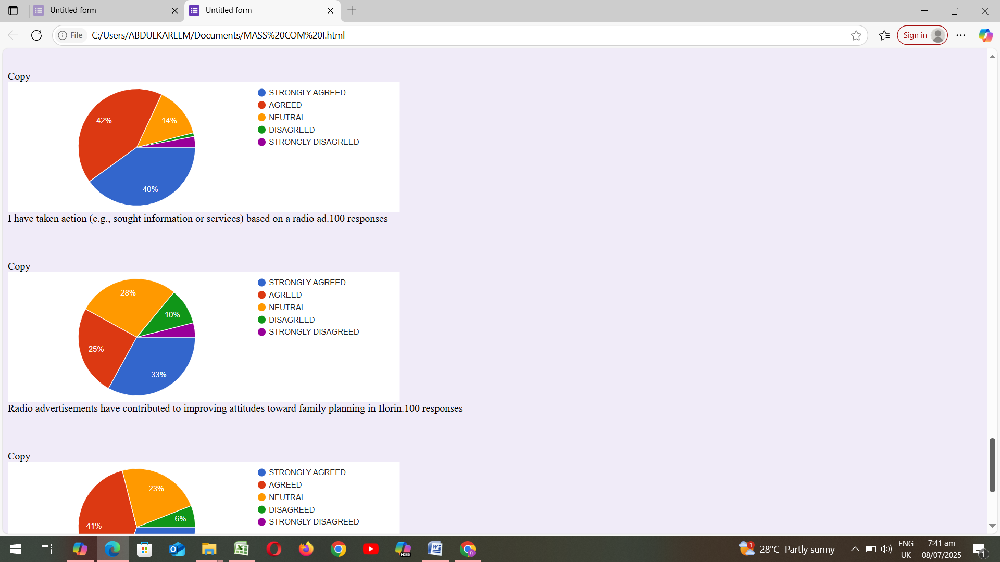 Untitled form
Untitled form
File
C:/Users/ABDULKAREEM/Documents/MASS%20COM%20I.html
Sign in
Copy
STRONGLY AGREED
AGREED
NEUTRAL
DISAGREED
STRONGLY DISAGREED
42%
14%
40%
I have taken action (e.g., sought information or services) based on a radio ad.100 responses
Copy
STRONGLY AGREED
AGREED
NEUTRAL
DISAGREED
STRONGLY DISAGREED
28%
10%
25%
33%
Radio advertisements have contributed to improving attitudes toward family planning in Ilorin.100 responses
Copy
STRONGLY AGREED
AGREED
NEUTRAL
DISAGREED
STRONGLY DISAGREED
23%
6%
41%
M365
1
28°C Partly sunny
ENG
UK
7:41 am
08/07/2025
1